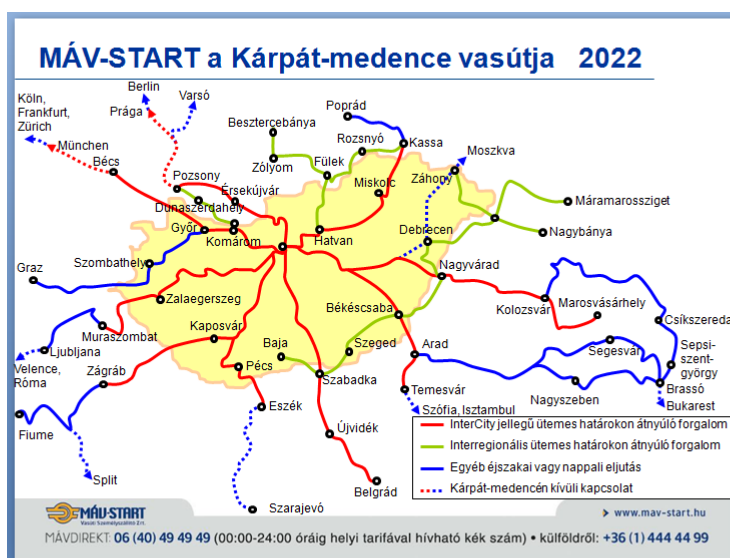 MÁV-START a Kárpát-medence vasútja 2022
Berlin
Köln,
Frankfurt,
Zürich
Prága
Varsó
Poprád
Besztercebánya
Rozsnyó
Kassa
München
Moszkva
Bécs
Zólyom
Fülek
Pozsony
Miskolc
Záhony
Érsekújvár
Dunaszerdahely
Máramarossziget
Győr
Komárom
Hatvan
Debrecen
Nagybánya
Szombathely
Graz
Nagyvárad
Zalaegerszeg
Kolozsvár
Marosvásárhely
Békéscsaba
Csíkszereda
Muraszombat
Kaposvár
Baja
Szeged
Arad
Segesvár
Ljubljana
Sepsi-
szent-
györgy
Velence,
Róma
Zágráb
Pécs
Szabadka
Temesvár
Nagyszeben
Brassó
Eszék
Szófia, Isztambul
Bukarest
Fiume
Újvidék
InterCity jellegű ütemes határokon átnyúló forgalom
Interregionális ütemes határokon átnyúló forgalom
Egyéb éjszakai vagy nappali eljutás
Kárpát-medencén kívüli kapcsolat
Split
Belgrád
Szarajevó
MÁV-START
Vasúti Személyszállító Zrt.
www.mav-start.hu
MÁVDIREKT: 06 (40) 49 49 49 (00:00-24:00 óráig helyi tarifával hívható kék szám) • külföldről: +36 (1) 444 44 99